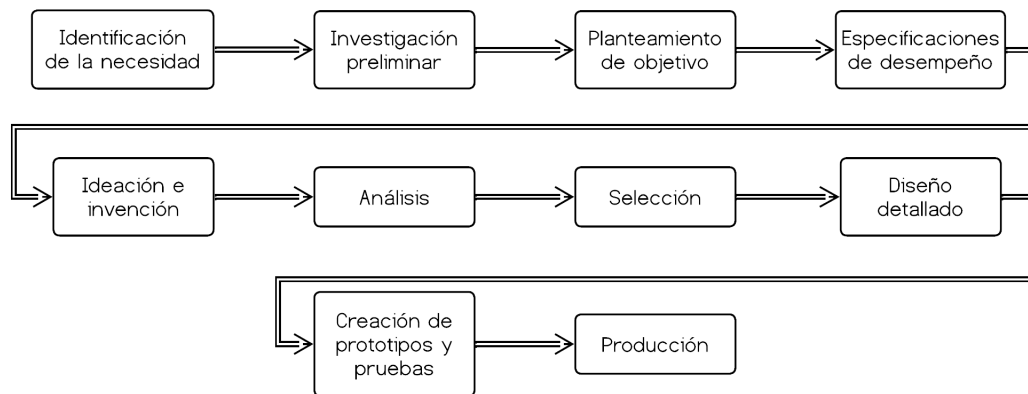 Identificación
de la necesidad
Investigación
preliminar
Planteamiento
de objetivo
Especificaciones
de desempeño
Ideación e
invención
Análisis
Selección
Diseño
detallado
Creación de
prototipos y
pruebas
Producción